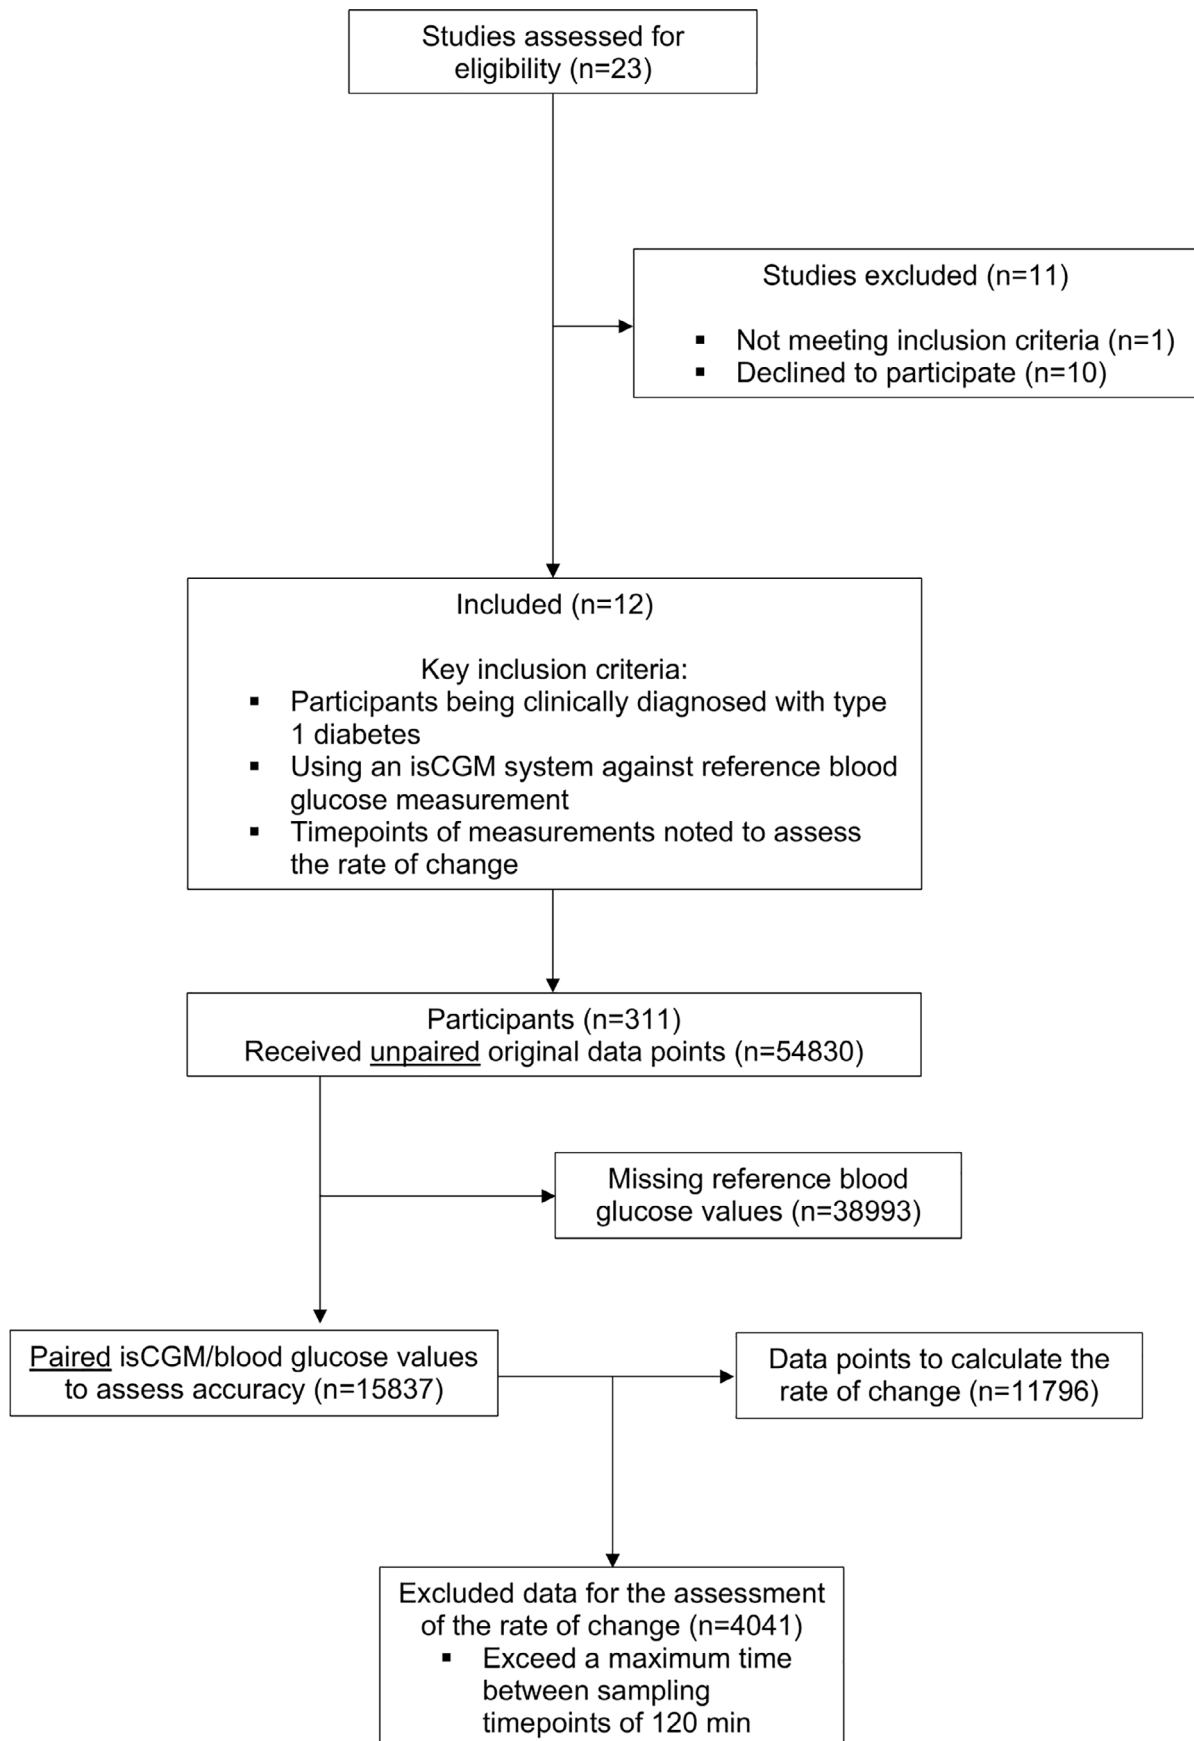 Studies assessed for
eligibility (n=23)
Studies excluded (n=11)
▪ Not meeting inclusion criteria (n=1)
▪ Declined to participate (n=10)
Included (n=12)
Key inclusion criteria:
▪ Participants being clinically diagnosed with type
1 diabetes
▪ Using an isCGM system against reference blood
glucose measurement
▪ Timepoints of measurements noted to assess
the rate of change
Participants (n=311)
Received unpaired original data points (n=54830)
Missing reference blood
glucose values (n=38993)
Paired isCGM/blood glucose values
to assess accuracy (n=15837)
Data points to calculate the
rate of change (n=11796)
Excluded data for the assessment
of the rate of change (n=4041)
▪ Exceed a maximum time
between sampling
timepoints of 120 min